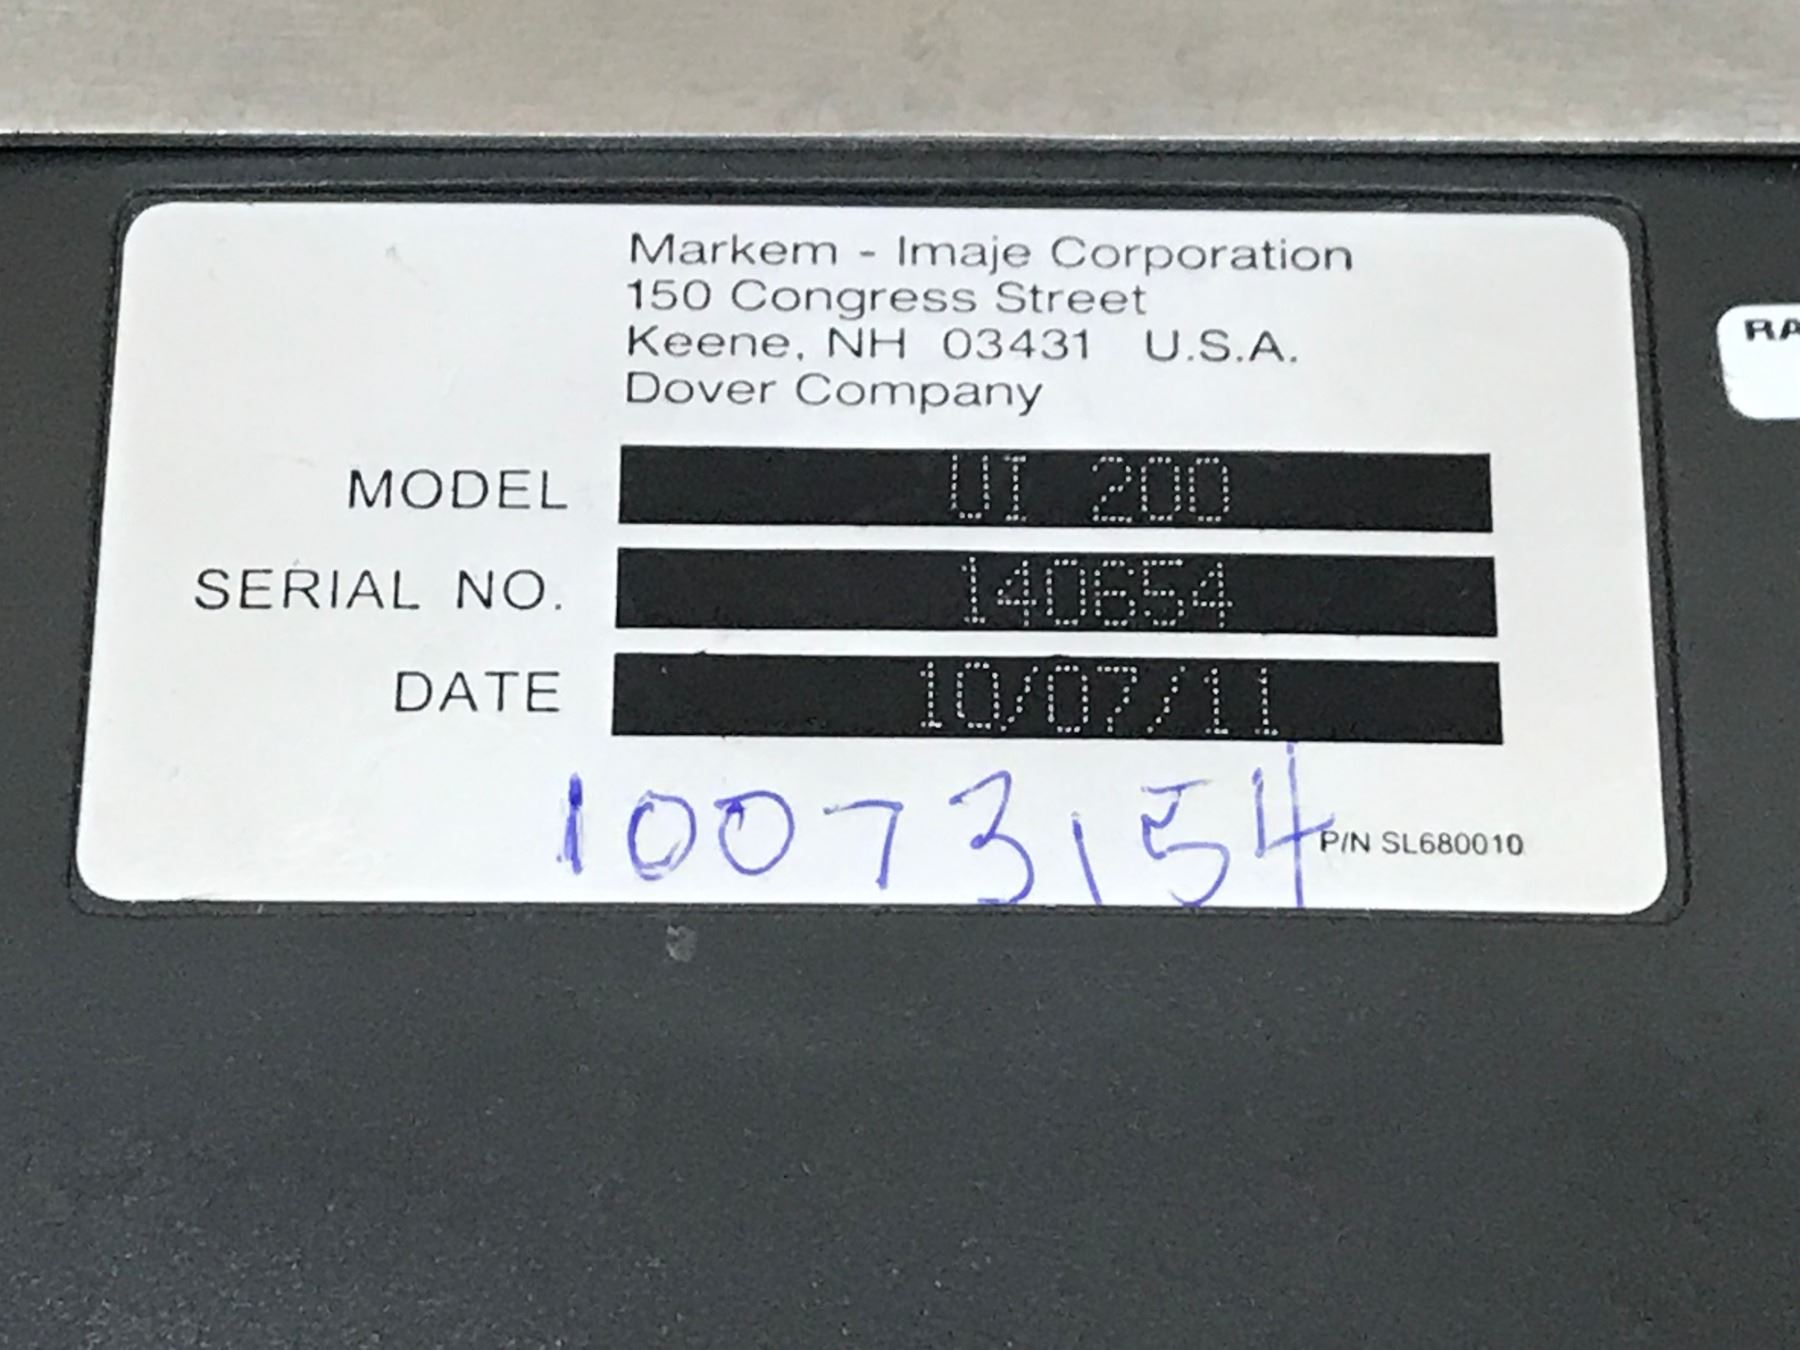 Markem - Imaje Corporation
150 Congress Street
Keene, NH 03431 U.S.A.
Dover Company
MODEL UI 200
SERIAL NO. 140654
DATE 10/07/11
10073154
P/N SL680010
RA